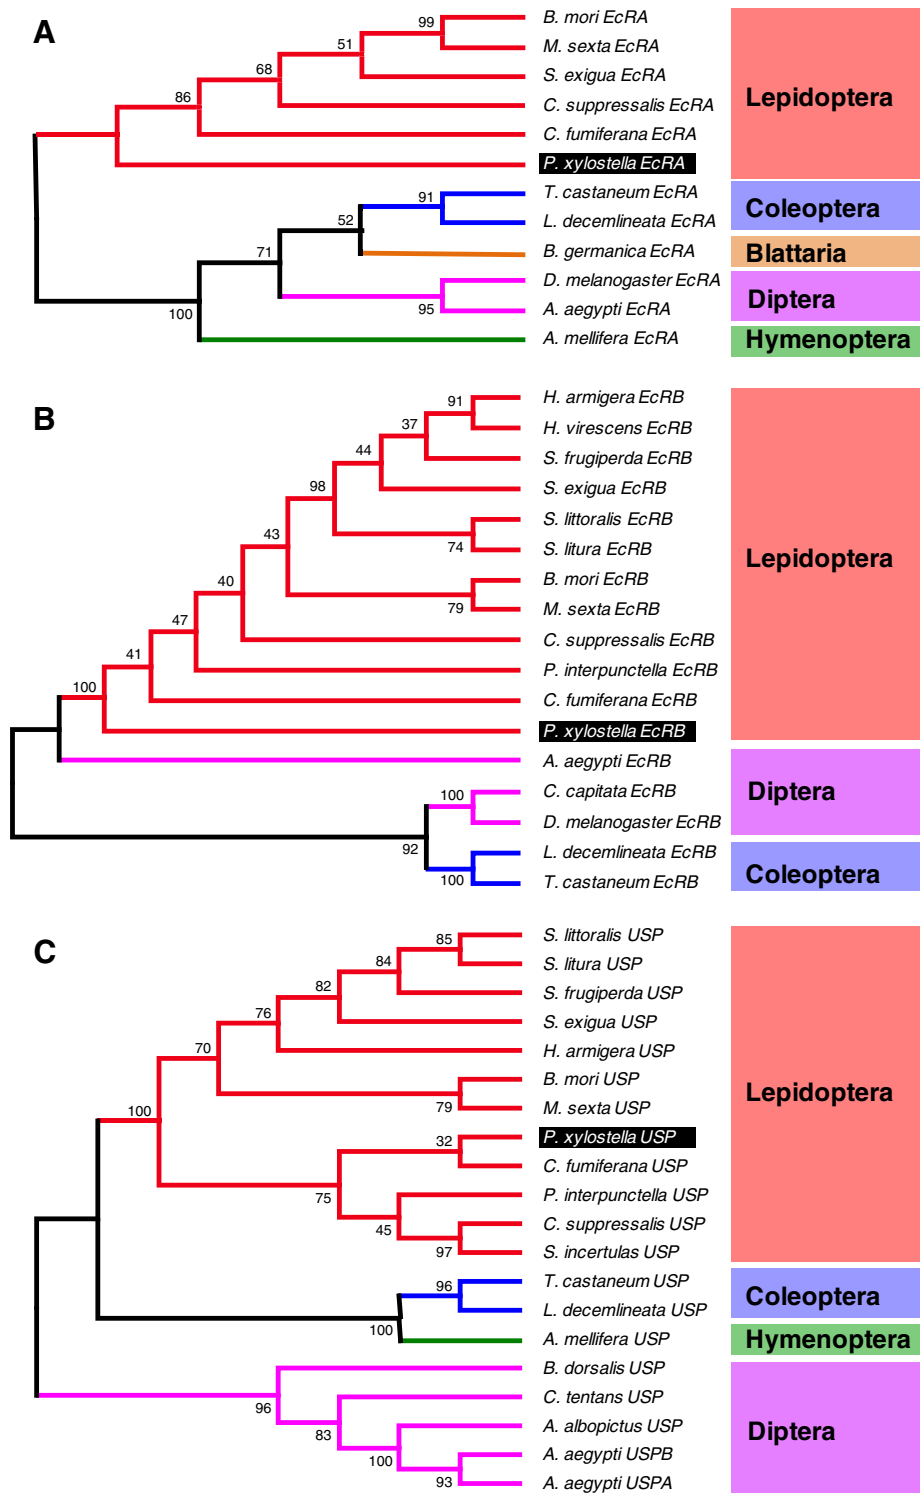 A
B. mori EcRA
99
M. sexta EcRA
51
S. exigua EcRA
68
C. suppressalis EcRA
86
C. fumiferana EcRA
P. xylostella EcRA
Lepidoptera
T. castaneum EcRA
91
L. decemlineata EcRA
Coleoptera
52
B. germanica EcRA
Blattaria
71
D. melanogaster EcRA
A. aegypti EcRA
95
Diptera
100
A. mellifera EcRA
Hymenoptera
B
H. armigera EcRB
91
H. virescens EcRB
37
S. frugiperda EcRB
44
S. exigua EcRB
98
S. littoralis EcRB
S. litura EcRB
74
43
B. mori EcRB
M. sexta EcRB
79
40
C. suppressalis EcRB
47
P. interpunctella EcRB
41
C. fumiferana EcRB
100
P. xylostella EcRB
Lepidoptera
A. aegypti EcRB
C. capitata EcRB
100
D. melanogaster EcRB
Diptera
92
L. decemlineata EcRB
100
T. castaneum EcRB
Coleoptera
C
S. littoralis USP
85
S. litura USP
84
S. frugiperda USP
82
S. exigua USP
76
H. armigera USP
70
B. mori USP
79
M. sexta USP
100
P. xylostella USP
32
C. fumiferana USP
75
P. interpunctella USP
45
C. suppressalis USP
97
S. incertulas USP
Lepidoptera
T. castaneum USP
96
L. decemlineata USP
Coleoptera
100
A. mellifera USP
Hymenoptera
B. dorsalis USP
96
C. tentans USP
83
A. albopictus USP
100
A. aegypti USPB
93
A. aegypti USPA
Diptera